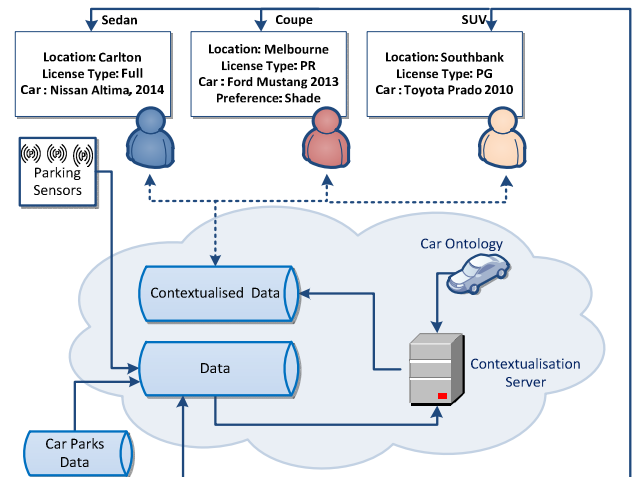 Sedan
Coupe
SUV
Location: Carlton
License Type: Full
Car : Nissan Altima, 2014
Location: Melbourne
License Type: PR
Car : Ford Mustang 2013
Preference: Shade
Location: Southbank
License Type: PG
Car : Toyota Prado 2010
Parking
Sensors
Car Ontology
Contextualised Data
Data
Contextualisation
Server
Car Parks
Data